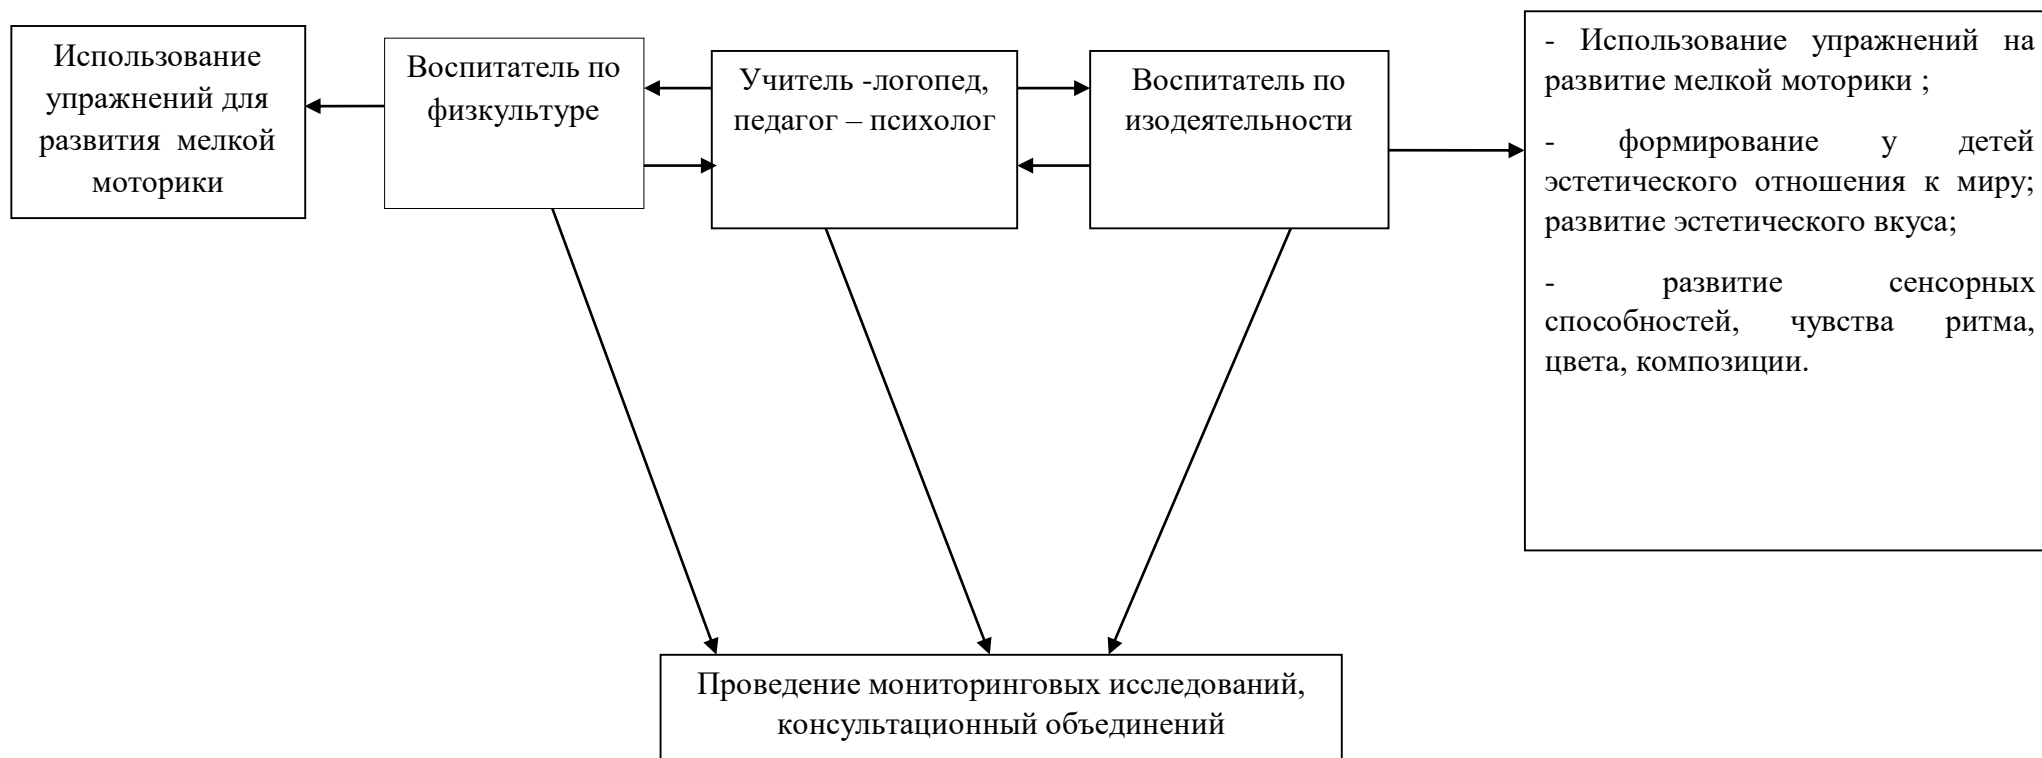 Использование
упражнений для
развития мелкой
моторики
Воспитатель по
физкультуре
Учитель -логопед,
педагог – психолог
Воспитатель по
изодеятельности
- Использование упражнений на
развитие мелкой моторики ;
- формирование у детей
эстетического отношения к миру;
развитие эстетического вкуса;
- развитие сенсорных
способностей, чувства ритма,
цвета, композиции.
Проведение мониторинговых исследований,
консультационный объединений